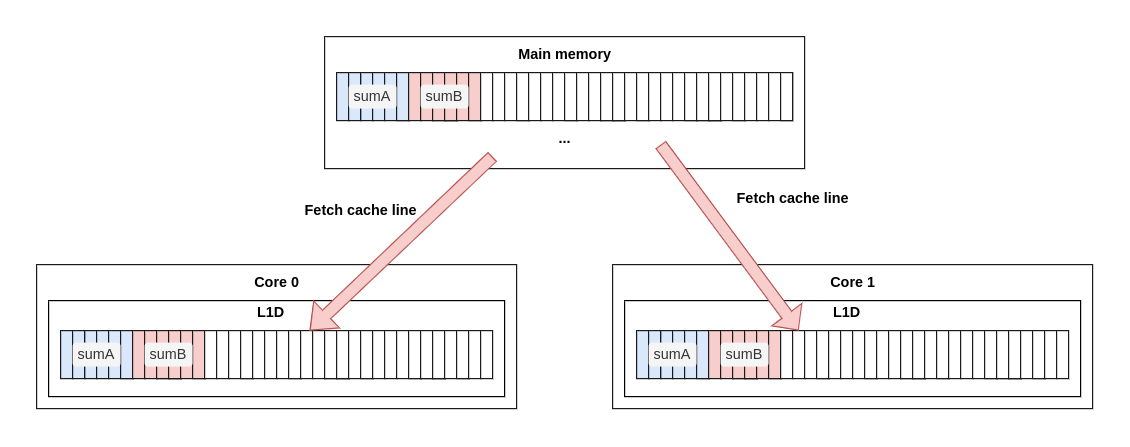 Main memory
sumA
sumB
...
Fetch cache line
Fetch cache line
Core 0
L1D
sumA
sumB
Core 1
L1D
sumA
sumB